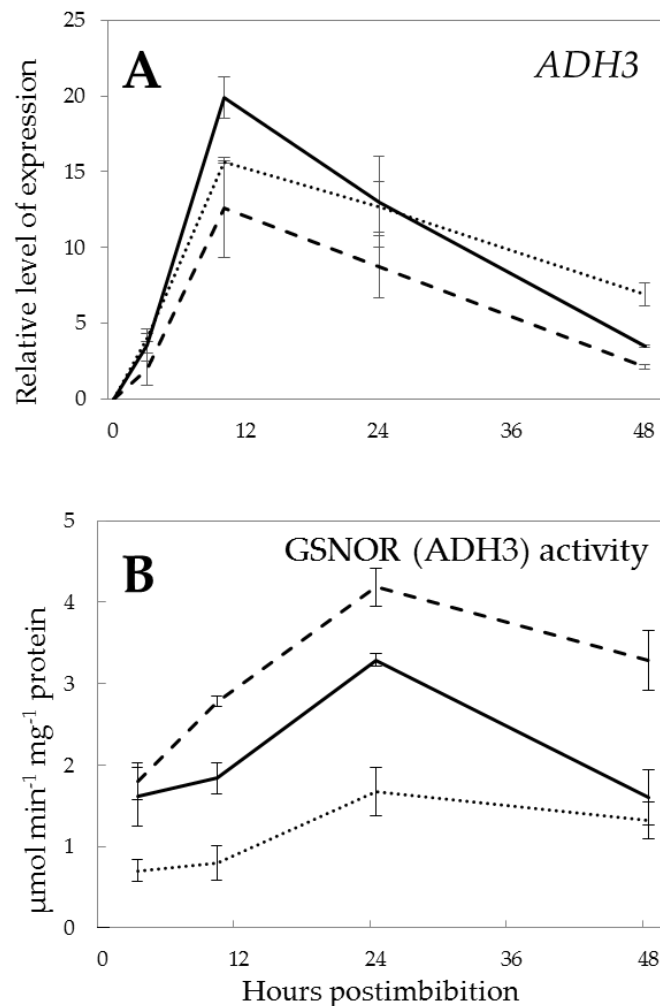 A
ADH3
Relative level of expression
25
20
15
10
5
0
0 12 24 36 48
B
GSNOR (ADH3) activity
µmol min-1 mg-1 protein
5
4
3
2
1
0
0 12 24 36 48
Hours postimbibition